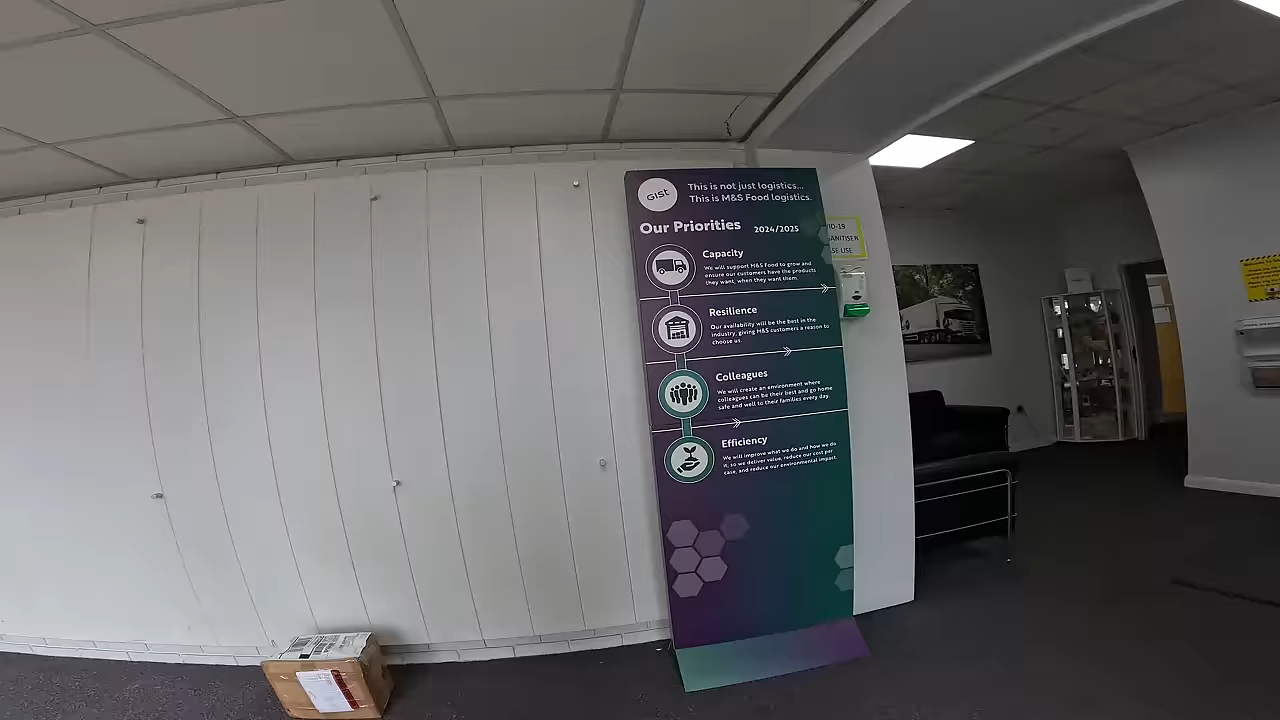 Gist
This is not just logistics...
This is M&S Food logistics.
Our Priorities 2024/2025
Capacity
We will support M&S Food to grow and
ensure our customers have the products
they want, when they want them.
Resilience
Our availability will be the best in the
industry, giving M&S customers a reason to
choose us.
Colleagues
We will create an environment where
colleagues can be their best and go home
safe and well to their families every day.
Efficiency
We will improve what we do and how we do
it, so we deliver value, reduce our cost per
case, and reduce our environmental impact.
ID-19
SANITISER
SE USE